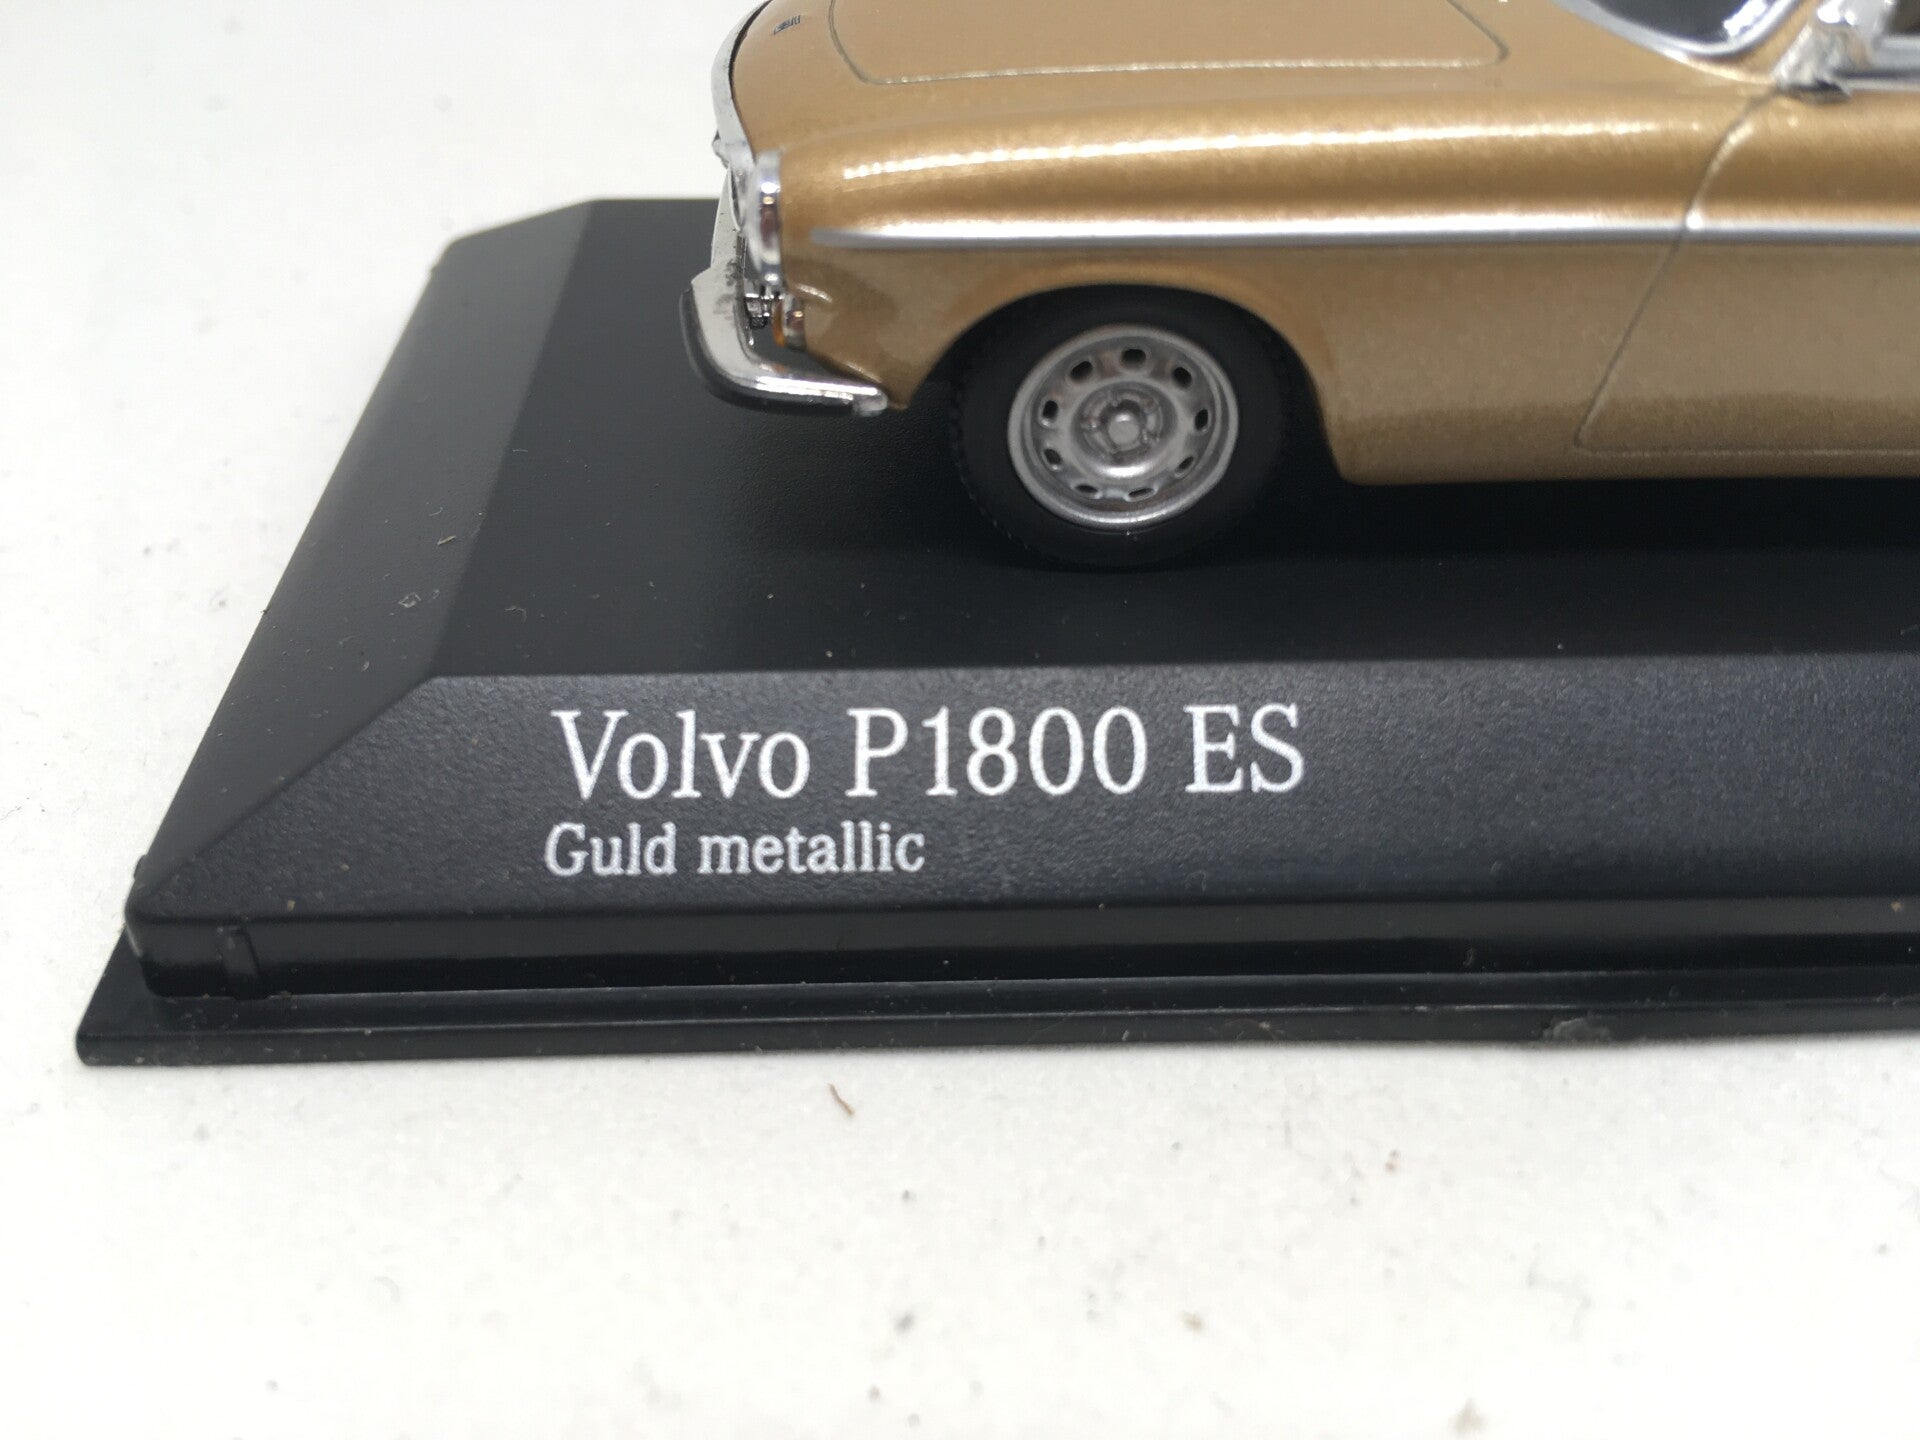 Volvo P1800 ES
Guld metallic